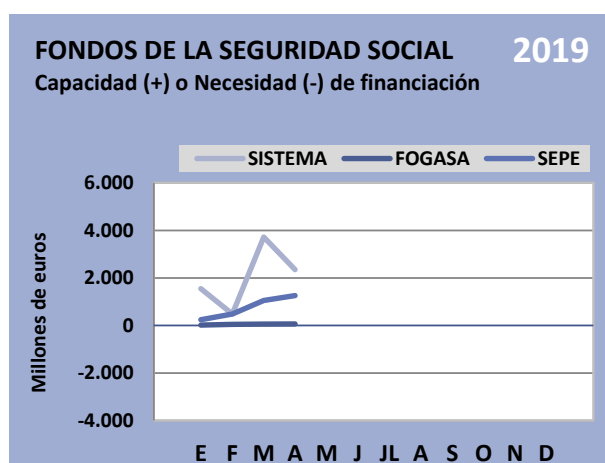 FONDOS DE LA SEGURIDAD SOCIAL 2019
Capacidad (+) o Necesidad (-) de financiación
SISTEMA FOGASA SEPE
Millones de euros
6.000
4.000
2.000
0
-2.000
-4.000
E F M A M J JL A S O N D